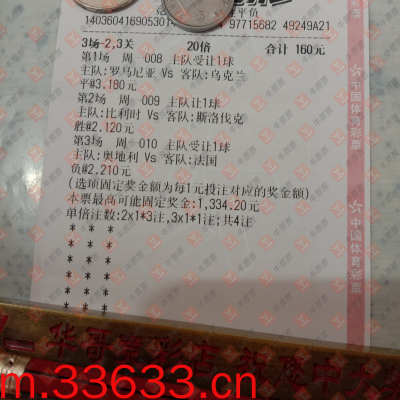 14036041690530
97715682 49249A21
3场-2,3关 20倍 合计 160元
第1场 周一008 主队受让1球
主队:罗马尼亚 Vs 客队:乌克兰
平#3.180元
第2场 周一009 主队让1球
主队:比利时 Vs 客队:斯洛伐克
胜#2.120元
第3场 周一010 主队受让1球
主队:奥地利 Vs 客队:法国
负#2.210元
(选项固定奖金额为每1元投注对应的奖金额)
本票最高可能固定奖金:1,334.20元
单倍注数:2x1*3注,3x1*1注;共4注
* * *
* * *
* * *
* * *
* * *
* * *
中国体育彩票
中国体育彩票
m.33633.cn